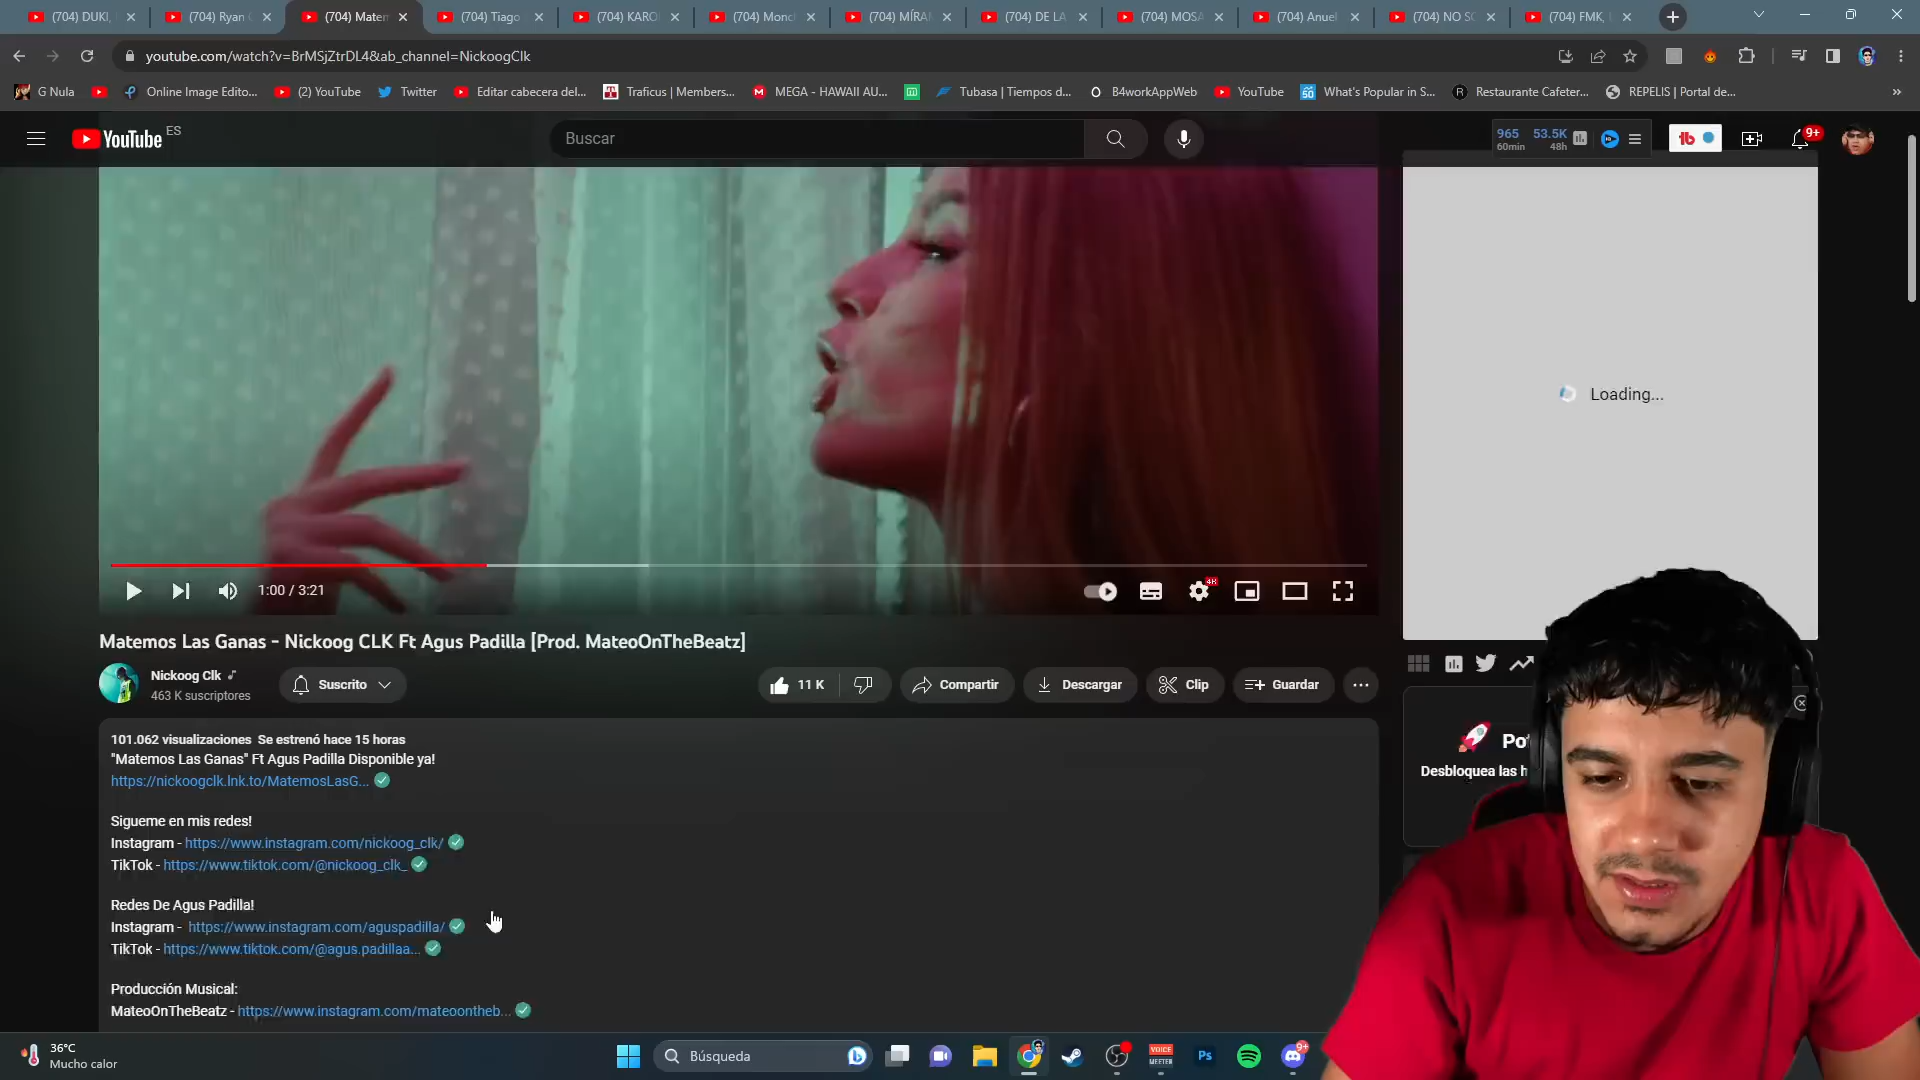 (704) DUKI,
(704) Ryan
(704) Matem
(704) Tiago
(704) KARO
(704) Monc
(704) MÍRA
(704) DE LA
(704) MOSA
(704) Anuel
(704) NO S
(704) FMK,
youtube.com/watch?v=BrMSjZtrDL4&ab_channel=NickoogClk
G Nula
Online Image Edito...
(2) YouTube
Twitter
Editar cabecera del...
Traficus | Members...
MEGA - HAWAII AU...
Tubasa | Tiempos d...
B4workAppWeb
YouTube
What's Popular in S...
Restaurante Cafeter...
REPELIS | Portal de...
YouTube ES
Buscar
965 53.5K
60min 48h
tb
9+
Loading...
1:00 / 3:21
4K
Matemos Las Ganas - Nickoog CLK Ft Agus Padilla [Prod. MateoOnTheBeatz]
Nickoog Clk
463 K suscriptores
Suscrito
11 K
Compartir
Descargar
Clip
Guardar
101.062 visualizaciones Se estrenó hace 15 horas
"Matemos Las Ganas" Ft Agus Padilla Disponible ya!
https://nickoogclk.lnk.to/MatemosLasG...
Sigueme en mis redes!
Instagram - https://www.instagram.com/nickoog_clk/
TikTok - https://www.tiktok.com/@nickoog_clk_
Redes De Agus Padilla!
Instagram - https://www.instagram.com/aguspadilla/
TikTok - https://www.tiktok.com/@agus.padillaa...
Producción Musical:
MateoOnTheBeatz - https://www.instagram.com/mateoontheb...
Desbloquea las h
36°C
Mucho calor
Búsqueda
VOICE
MEETER
Ps
9+